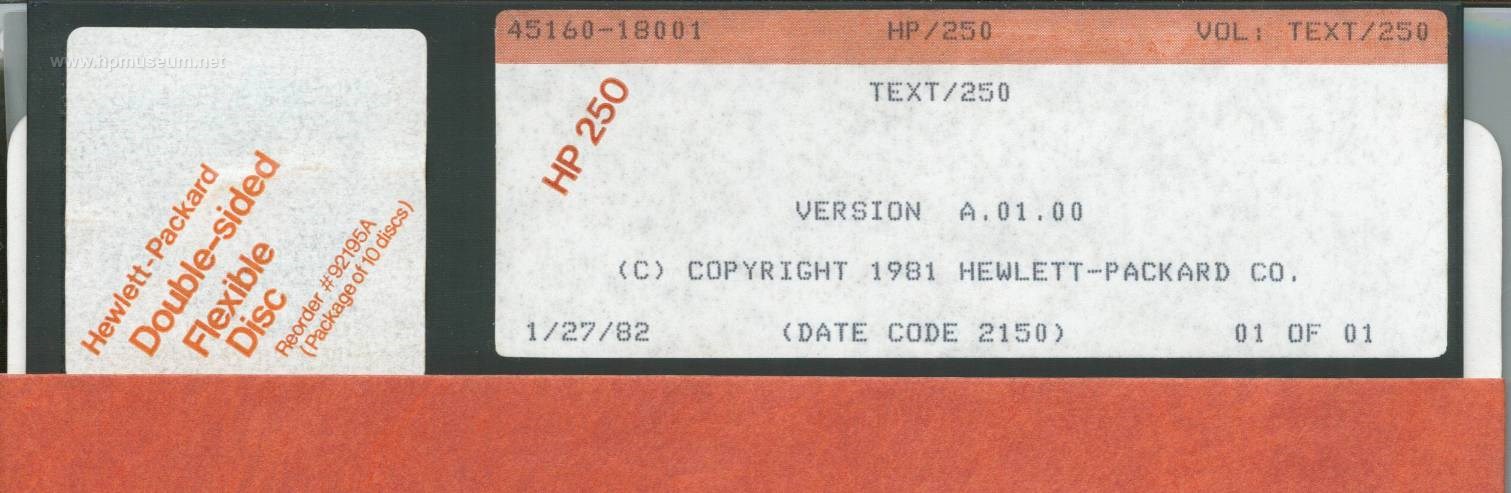 www.hpmuseum.net
Hewlett-Packard
Double-sided
Flexible
Disc
Reorder #92195A
(Package of 10 discs)
45160-18001 HP/250 VOL: TEXT/250
HP 250
TEXT/250
VERSION A.01.00
(C) COPYRIGHT 1981 HEWLETT-PACKARD CO.
1/27/82 (DATE CODE 2150) 01 OF 01